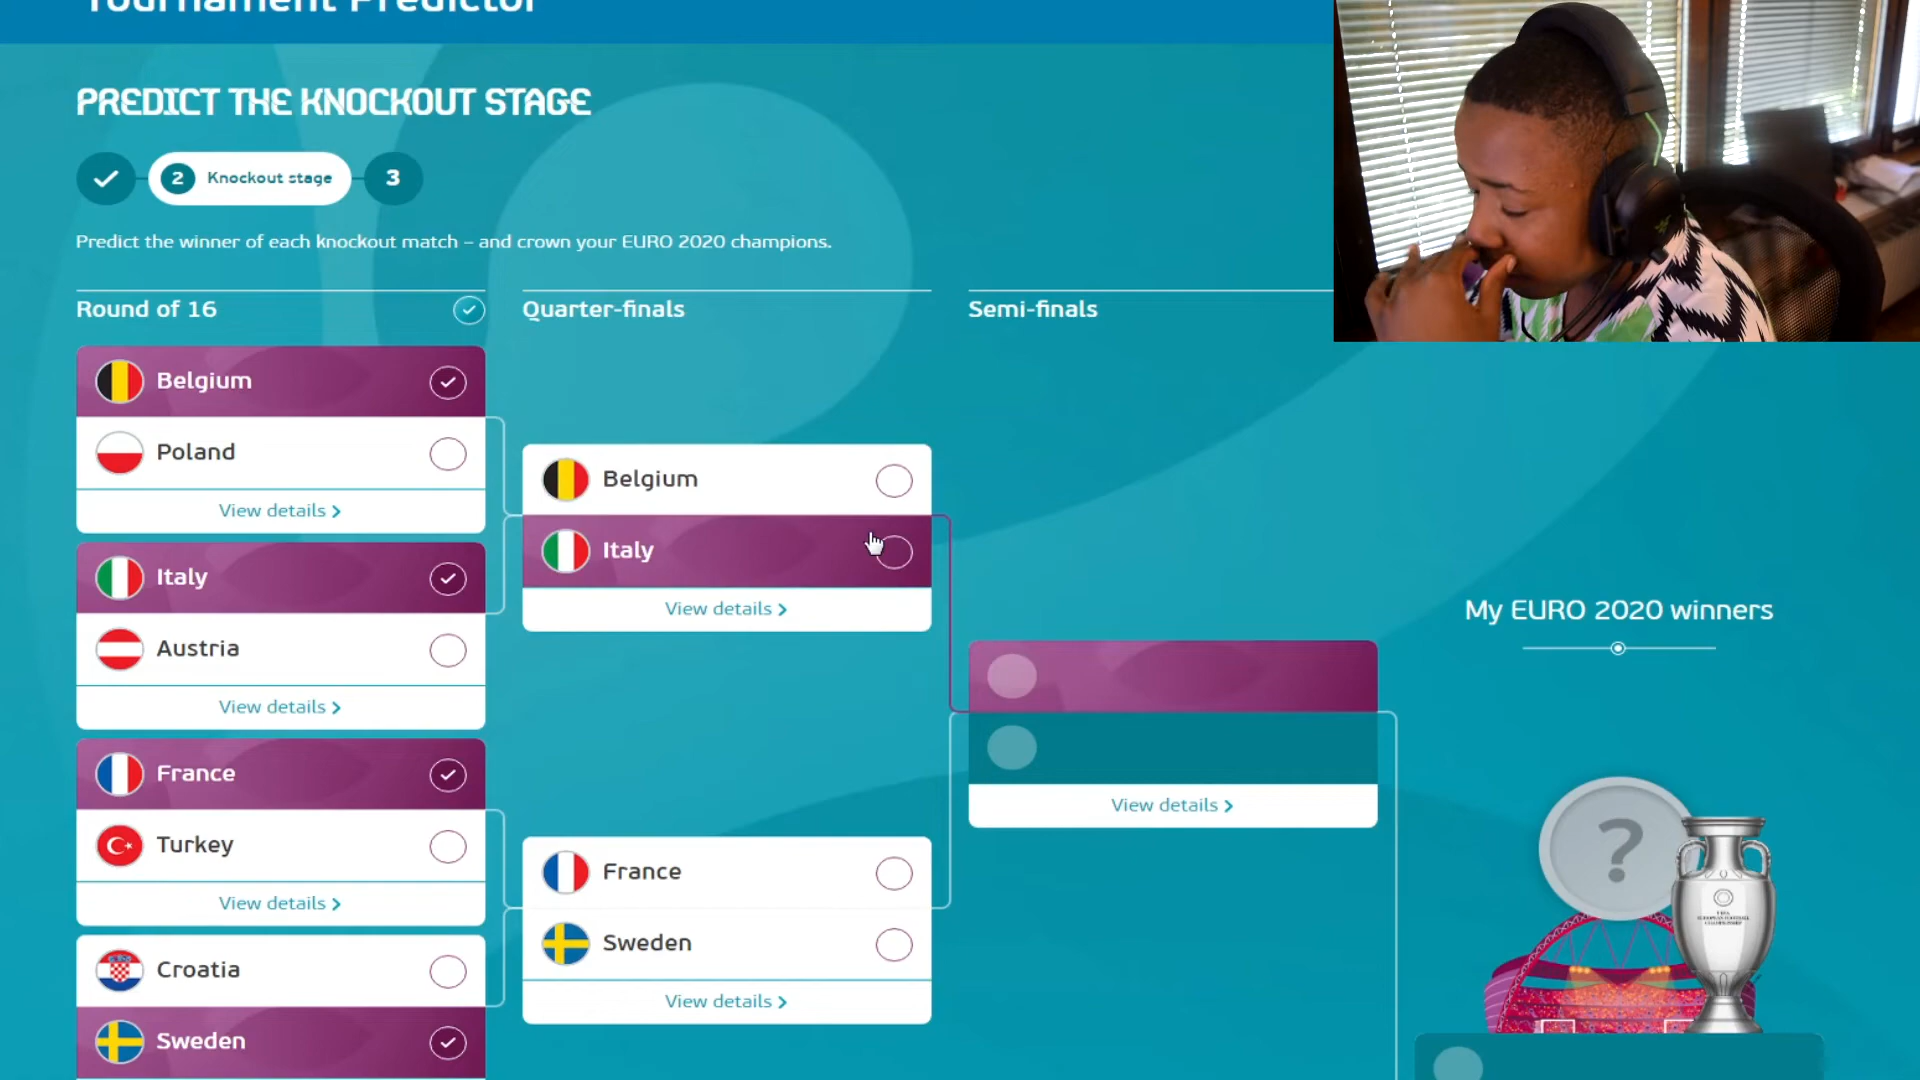 Tournament Predictor
PREDICT THE KNOCKOUT STAGE
2 Knockout stage 3
Predict the winner of each knockout match – and crown your EURO 2020 champions.
Round of 16
Belgium
Poland
View details >
Italy
Austria
View details >
France
Turkey
View details >
Croatia
Sweden
Quarter-finals
Belgium
Italy
View details >
France
Sweden
View details >
Semi-finals
View details >
My EURO 2020 winners
?